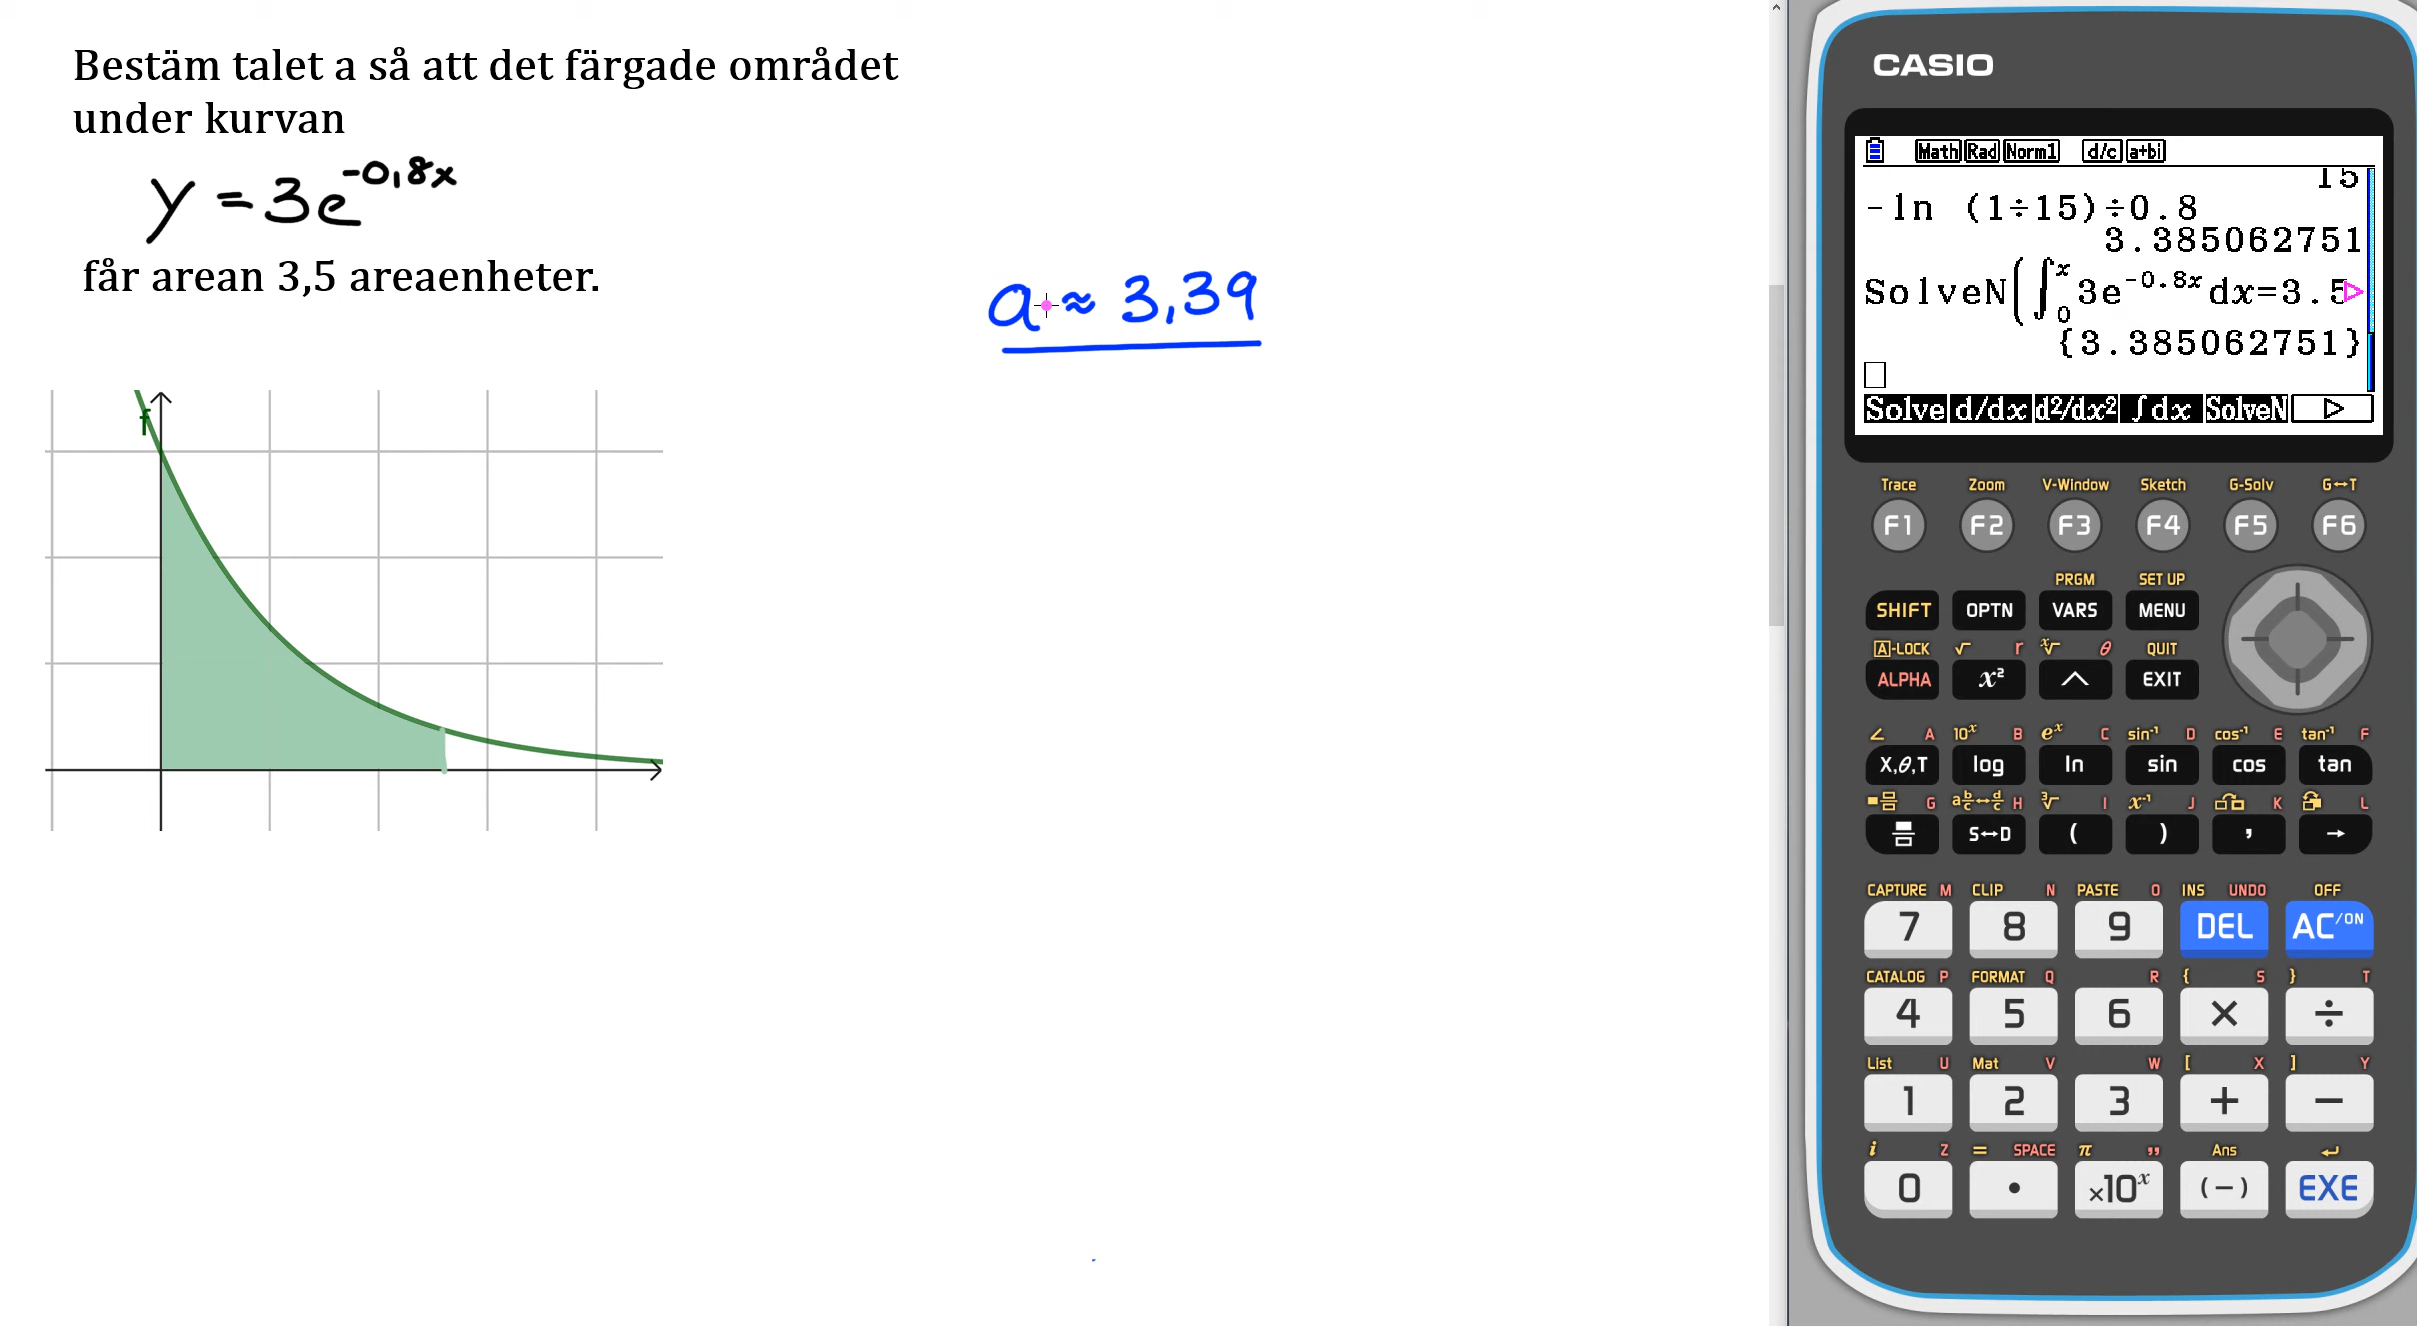 Bestäm talet a så att det färgade området
under kurvan
y = 3e^-0,8x
får arean 3,5 areaenheter.
a ≈ 3,39
f
CASIO
Math Rad Norm1 d/c a+bi
15
-ln (1÷15)÷0.8
3.385062751
SolveN(∫₀ˣ 3e^-0.8x dx=3.5
{3.385062751}
Solve d/dx d²/dx² ∫dx SolveN ▷
Trace Zoom V-Window Sketch G-Solv G↔T
F1 F2 F3 F4 F5 F6
PRGM SET UP
SHIFT OPTN VARS MENU
A-LOCK √ r ˣ√ θ QUIT
ALPHA x² ^ EXIT
∠ A 10ˣ B eˣ C sin⁻¹ D cos⁻¹ E tan⁻¹ F
X,θ,T log ln sin cos tan
G a b/c↔d/c H ³√ I x⁻¹ J K L
S↔D ( ) , →
CAPTURE M CLIP N PASTE O INS UNDO OFF
7 8 9 DEL AC/ON
CATALOG P FORMAT Q R { S } T
4 5 6 × ÷
List U Mat V W [ X ] Y
1 2 3 + −
i Z = SPACE π " Ans ↵
0 • ×10ˣ (−) EXE